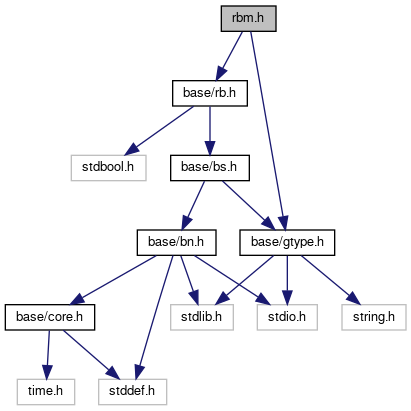 rbm.h
base/rb.h
stdbool.h
base/bs.h
base/bn.h
base/gtype.h
base/core.h
stdlib.h
stdio.h
string.h
time.h
stddef.h